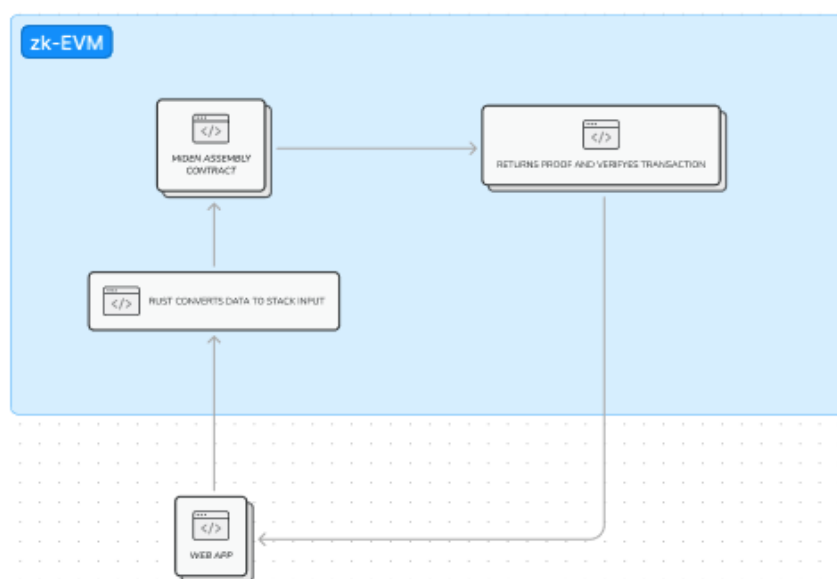 zk-EVM
</>
MIDEN ASSEMBLY
CONTRACT
</>
RETURNS PROOF AND VERIFYES TRANSACTION
</>
RUST CONVERTS DATA TO STACK INPUT
</>
WEB APP